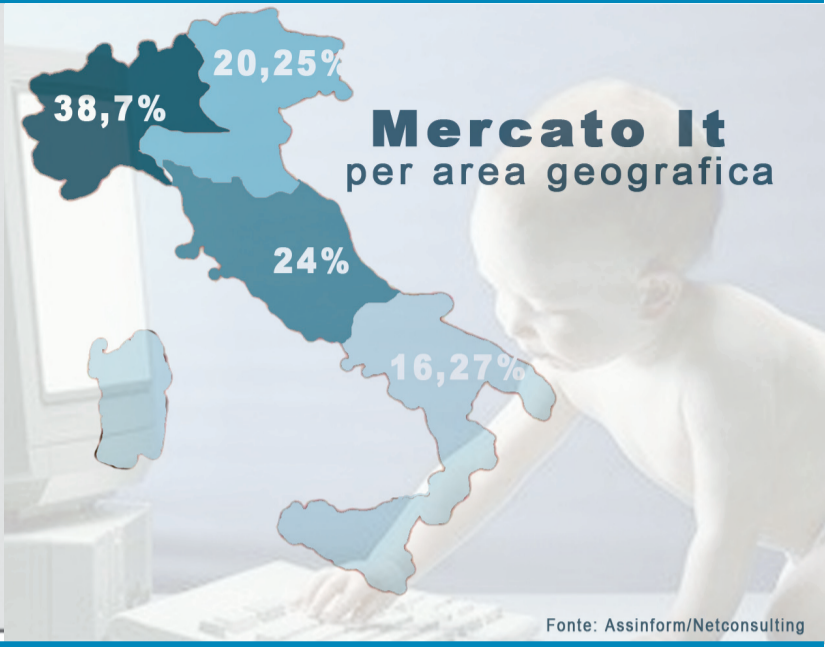 20,25%
38,7%
Mercato It
per area geografica
24%
16,27%
Fonte: Assinform/Netconsulting